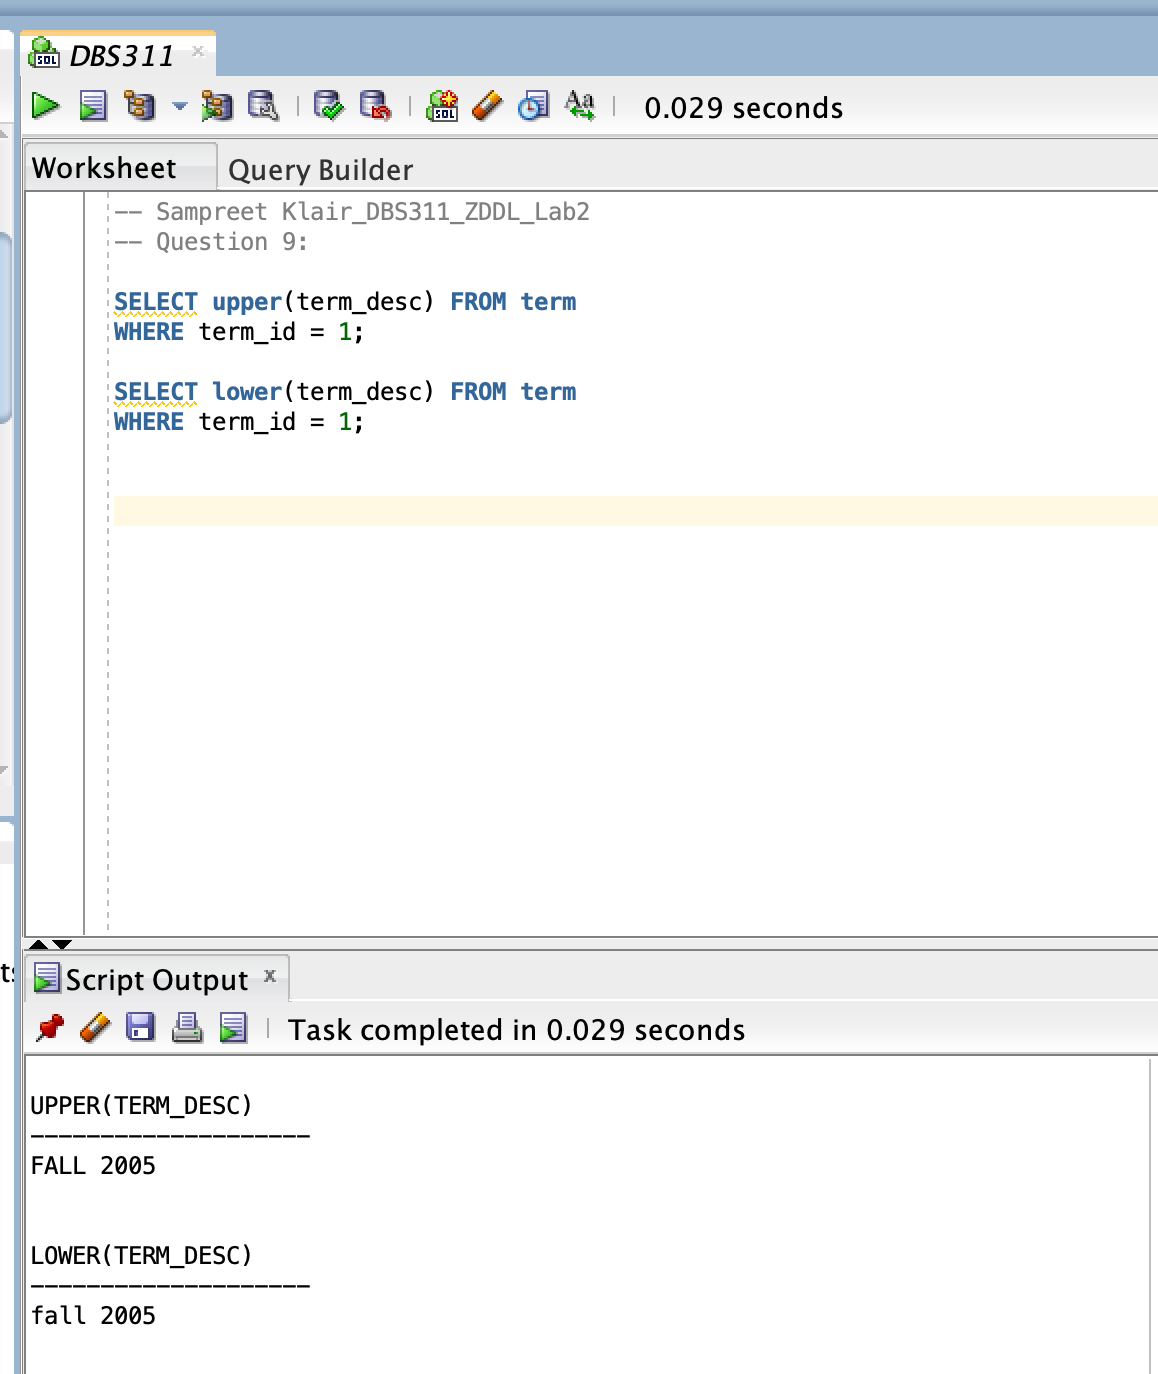 DBS311
0.029 seconds
Worksheet Query Builder
-- Sampreet Klair_DBS311_ZDDL_Lab2
-- Question 9:
SELECT upper(term_desc) FROM term
WHERE term_id = 1;
SELECT lower(term_desc) FROM term
WHERE term_id = 1;
Script Output
Task completed in 0.029 seconds
UPPER(TERM_DESC)
--------------------
FALL 2005
LOWER(TERM_DESC)
--------------------
fall 2005